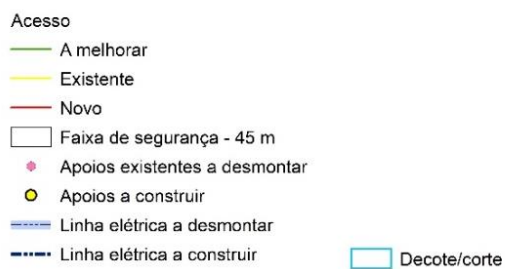 Acesso
A melhorar
Existente
Novo
Faixa de segurança - 45 m
Apoios existentes a desmontar
Apoios a construir
Linha elétrica a desmontar
Linha elétrica a construir
Decote/corte